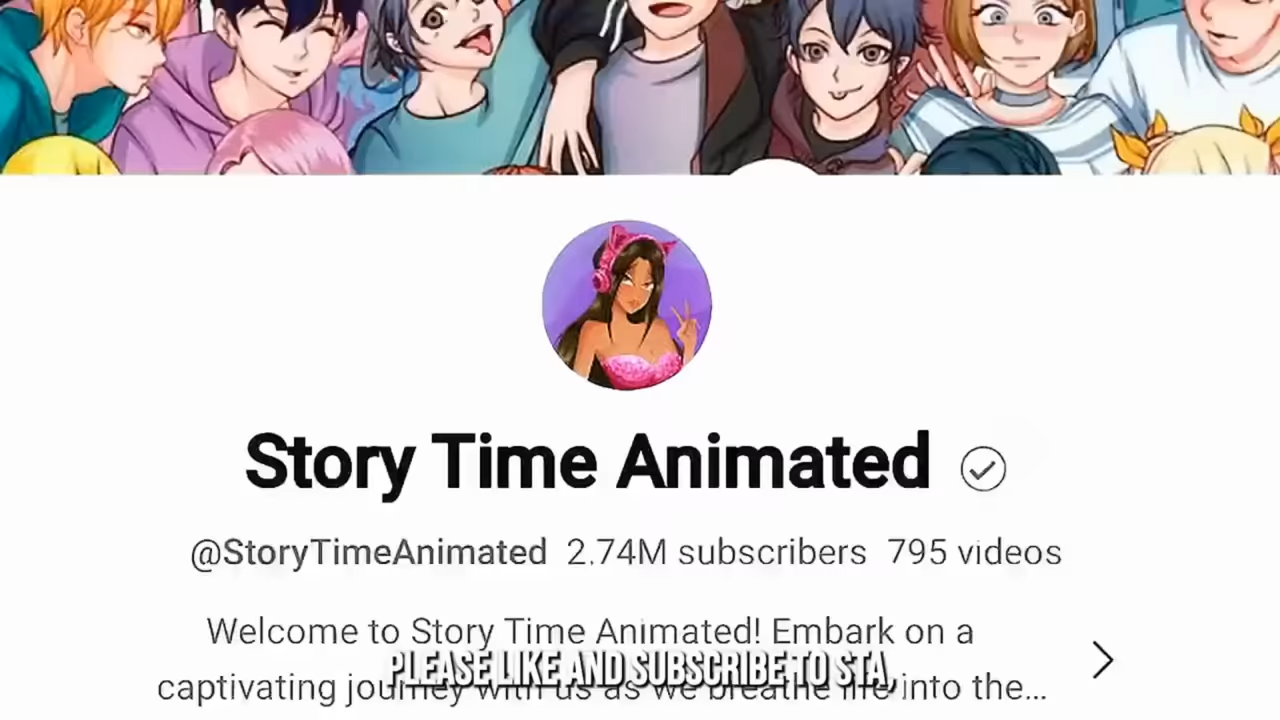 Story Time Animated
@StoryTimeAnimated 2.74M subscribers 795 videos
Welcome to Story Time Animated! Embark on a
PLEASE LIKE AND SUBSCRIBE TO STA,
captivating journey with us as we breathe life into the...